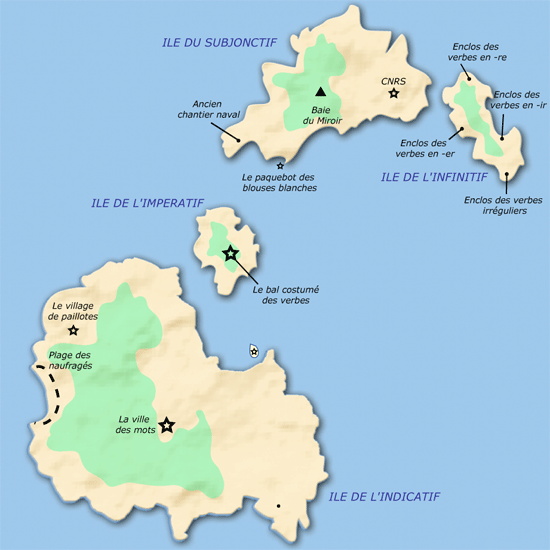 ILE DU SUBJONCTIF
Enclos des
verbes en -re
CNRS
Enclos des
verbes en -ir
Ancien
chantier naval
Baie
du Miroir
Enclos des
verbes en -er
Le paquebot des
blouses blanches
ILE DE L'INFINITIF
Enclos des verbes
irréguliers
ILE DE L'IMPERATIF
Le bal costumé
des verbes
Le village
de paillotes
Plage des
naufragés
La ville
des mots
ILE DE L'INDICATIF